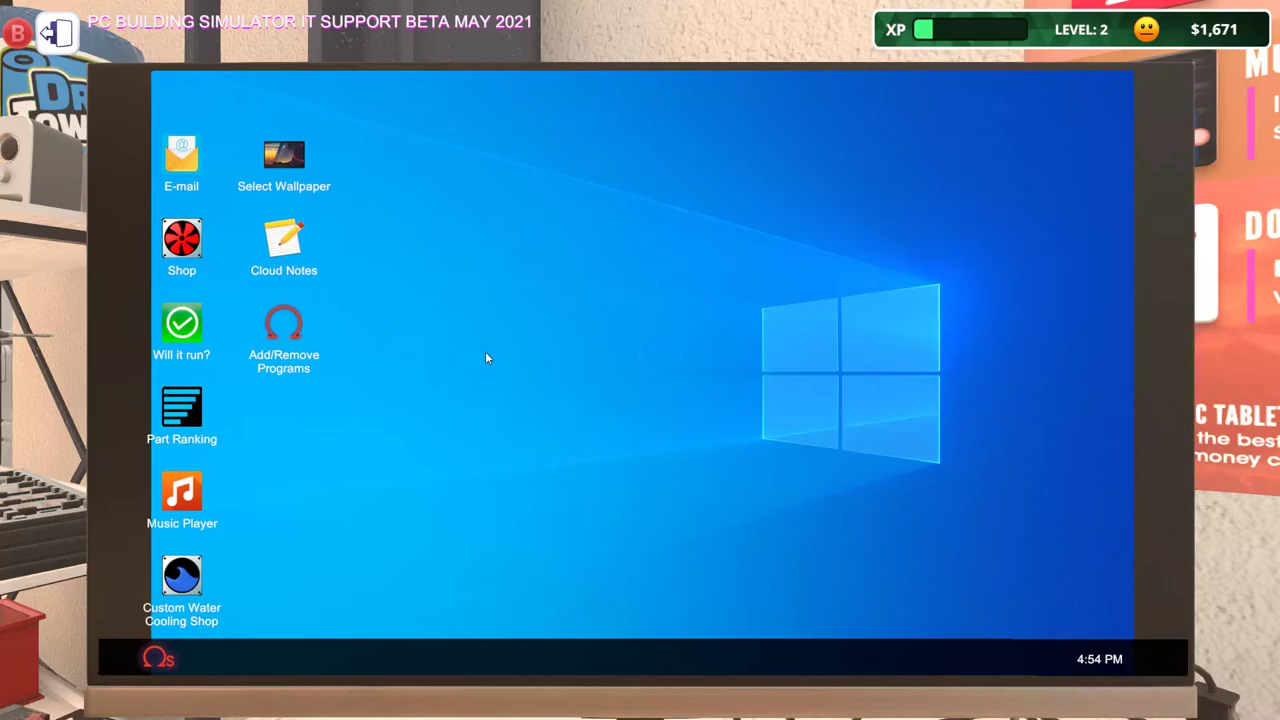 B
PC BUILDING SIMULATOR IT SUPPORT BETA MAY 2021
XP
LEVEL: 2
$1,671
E-mail
Select Wallpaper
Shop
Cloud Notes
Will it run?
Add/Remove
Programs
Part Ranking
Music Player
Custom Water
Cooling Shop
Ωs
4:54 PM
C TABLET
the best
money c